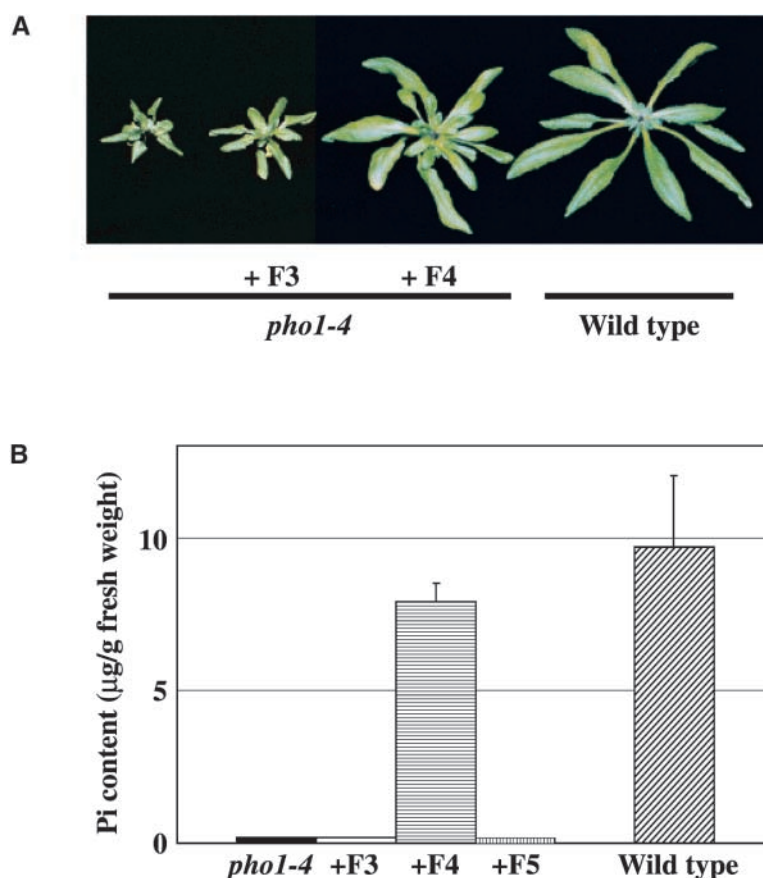 A
+ F3 + F4
pho1-4 Wild type
B
Pi content (µg/g fresh weight)
10
5
0
pho1-4 +F3 +F4 +F5 Wild type